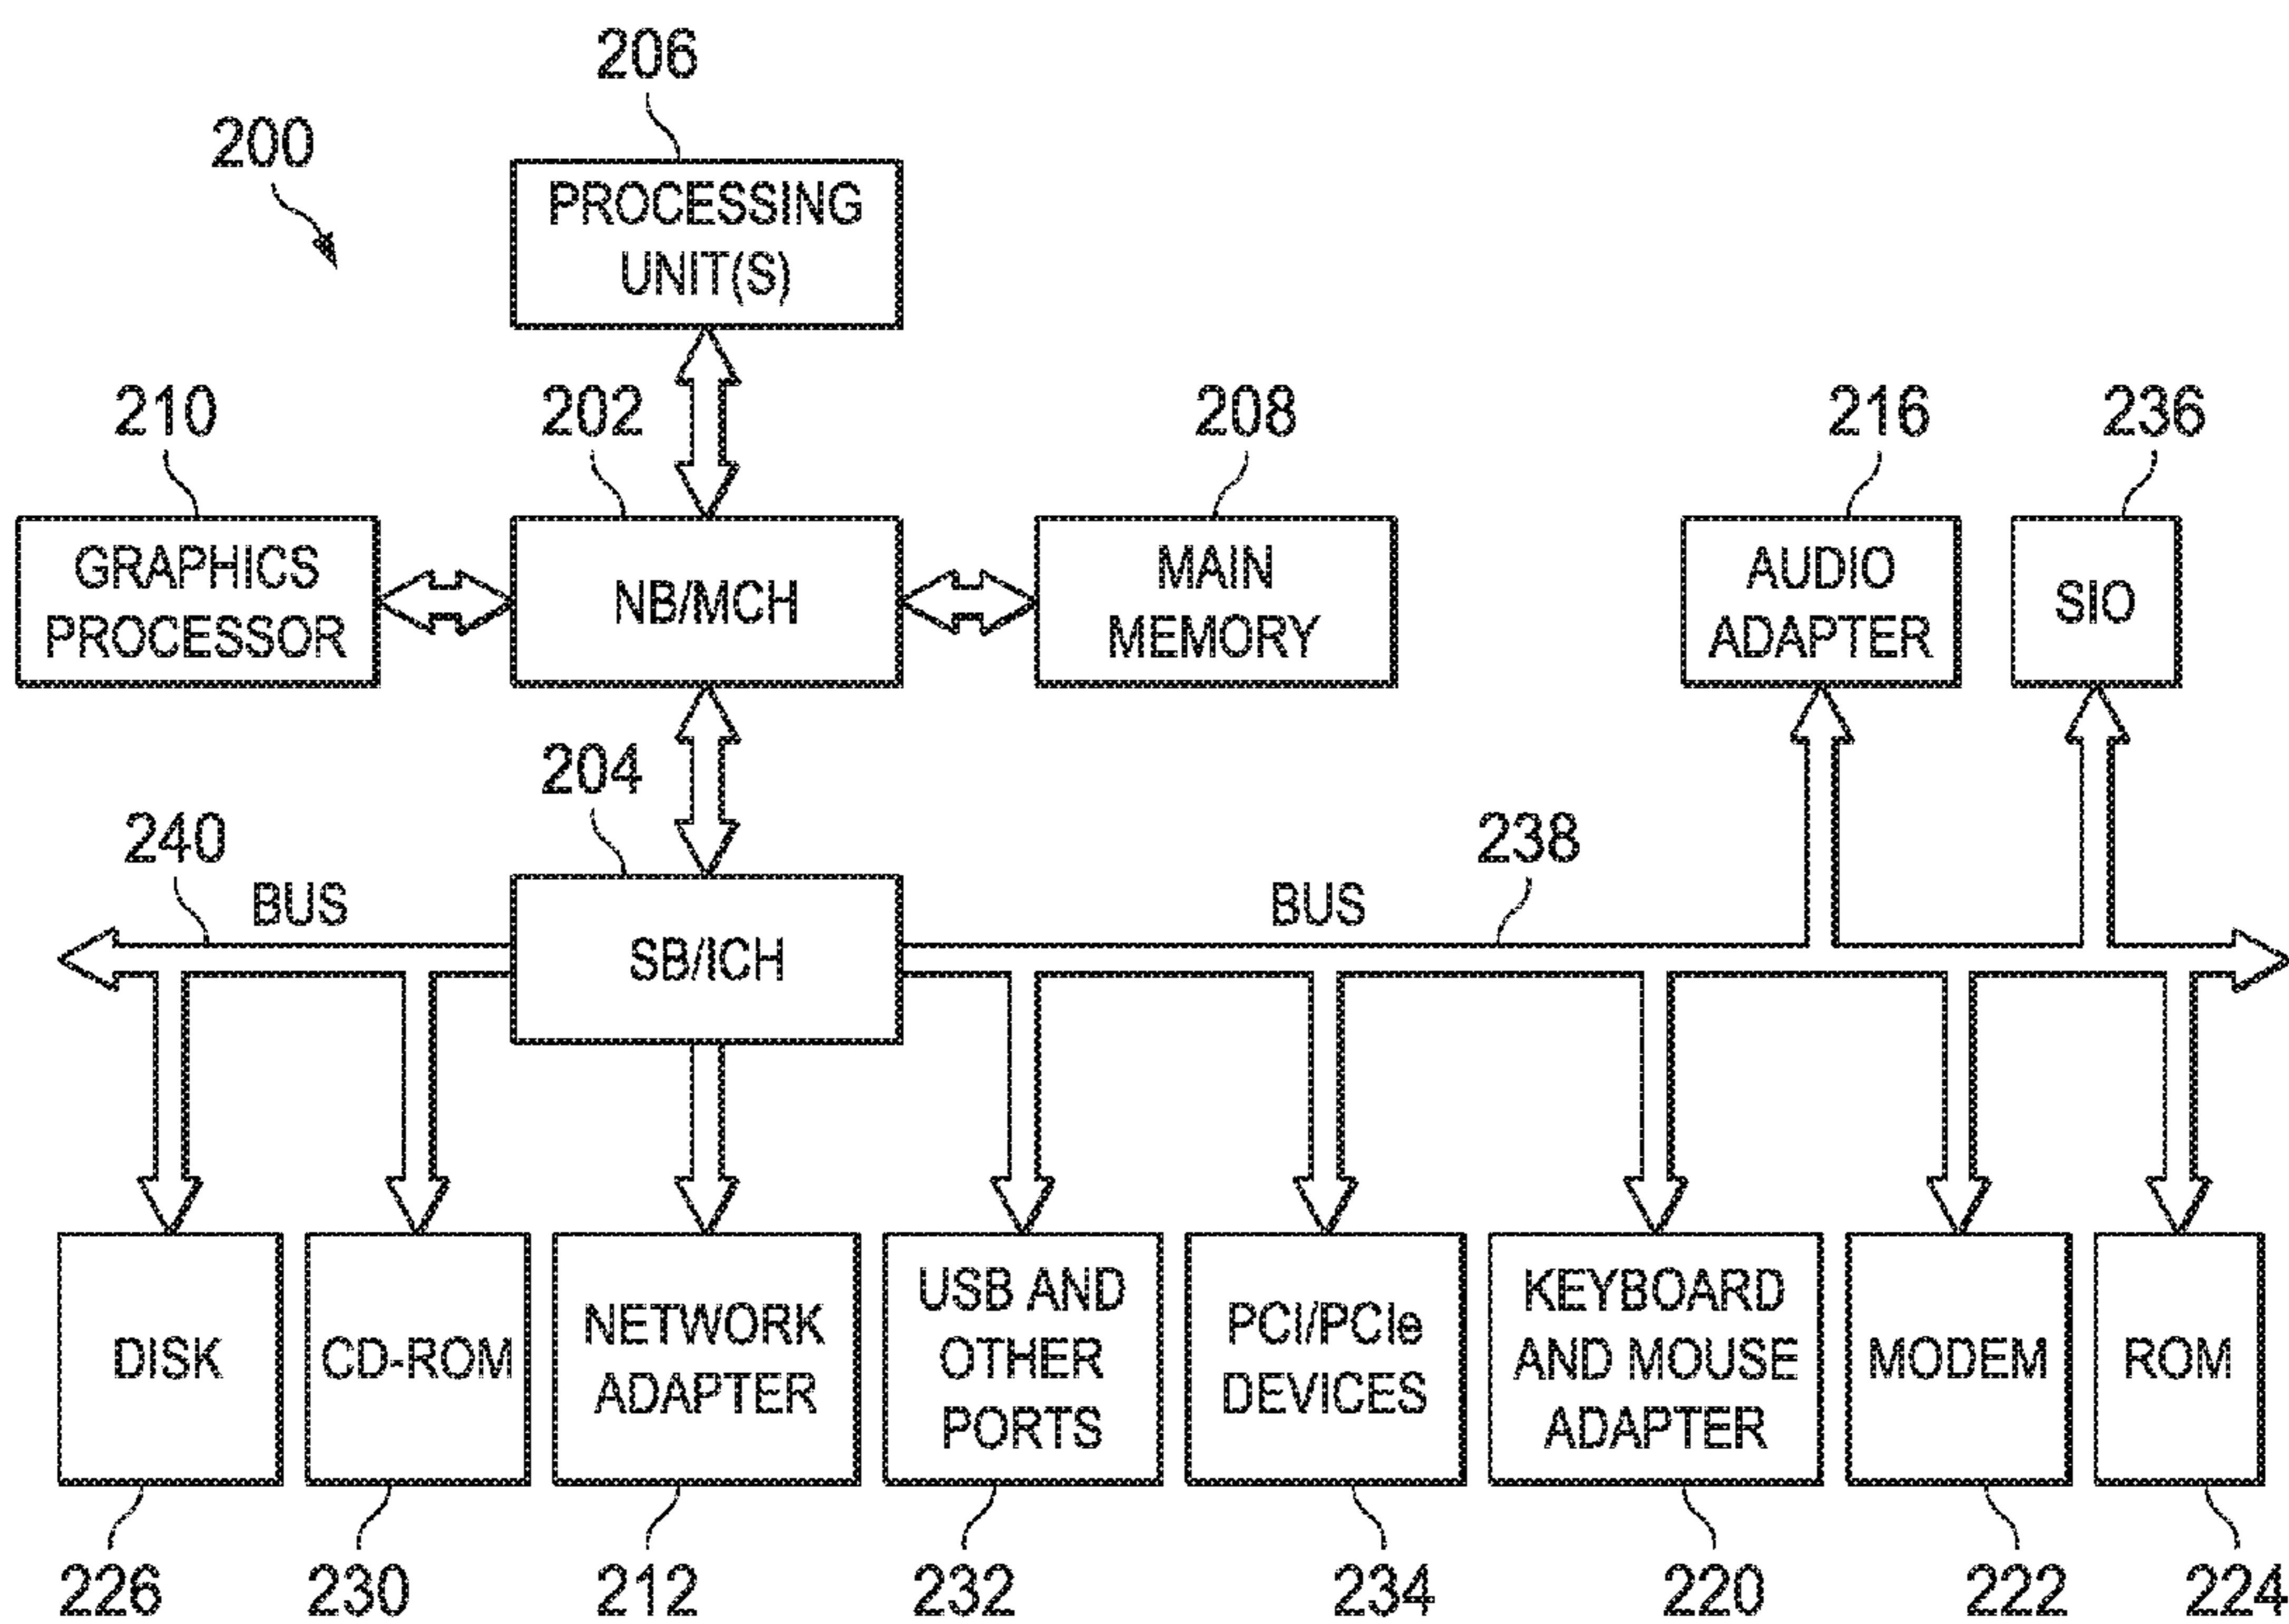 206
200
PROCESSING
UNIT(S)
210
202
208
216
236
GRAPHICS
PROCESSOR
NB/MCH
MAIN
MEMORY
AUDIO
ADAPTER
SIO
204
240
BUS
238
BUS
SB/ICH
DISK
CD-ROM
NETWORK
ADAPTER
USB AND
OTHER
PORTS
PCI/PCIe
DEVICES
KEYBOARD
AND MOUSE
ADAPTER
MODEM
ROM
226
230
212
232
234
220
222
224